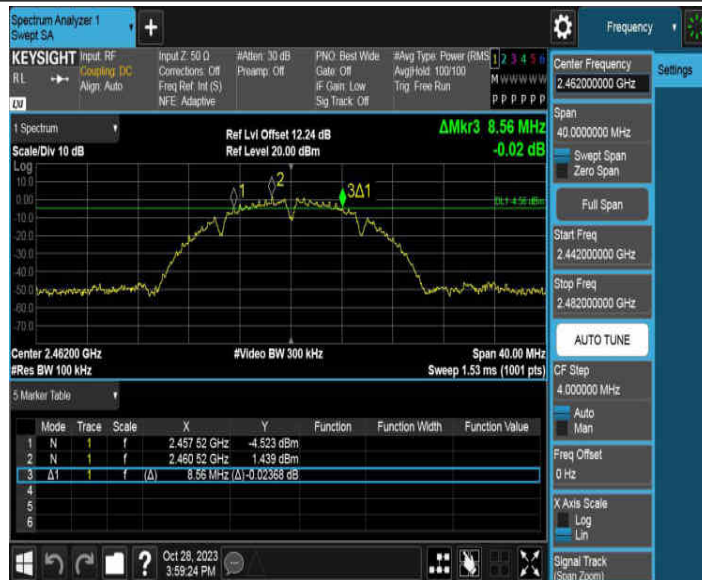 Spectrum Analyzer 1
Swept SA
+
Frequency
KEYSIGHT
RL
LXI
Input: RF
Coupling: DC
Align: Auto
Input Z: 50 Ω
Corrections: Off
Freq Ref: Int (S)
NFE: Adaptive
#Atten: 30 dB
Preamp: Off
PNO: Best Wide
Gate: Off
IF Gain: Low
Sig Track: Off
#Avg Type: Power (RMS
Avg|Hold: 100/100
Trig: Free Run
1 2 3 4 5 6
M W W W W W
P P P P P P
Center Frequency
2.462000000 GHz
Settings
1 Spectrum
Scale/Div 10 dB
Ref Lvl Offset 12.24 dB
Ref Level 20.00 dBm
ΔMkr3 8.56 MHz
-0.02 dB
Span
40.0000000 MHz
Swept Span
Zero Span
Log
10.0
0.00
-10.0
-20.0
-30.0
-40.0
-50.0
-60.0
-70.0
1
2
3Δ1
DL1 -4.56 dBm
Full Span
Start Freq
2.442000000 GHz
Stop Freq
2.482000000 GHz
AUTO TUNE
Center 2.46200 GHz
#Res BW 100 kHz
#Video BW 300 kHz
Span 40.00 MHz
Sweep 1.53 ms (1001 pts)
CF Step
4.000000 MHz
Auto
Man
5 Marker Table
Mode Trace Scale X Y Function Function Width Function Value
1 N 1 f 2.457 52 GHz -4.523 dBm
2 N 1 f 2.460 52 GHz 1.439 dBm
3 Δ1 1 f (Δ) 8.56 MHz (Δ) -0.02368 dB
4
5
6
Freq Offset
0 Hz
X Axis Scale
Log
Lin
Signal Track
(Span Zoom)
?
Oct 28, 2023
3:59:24 PM